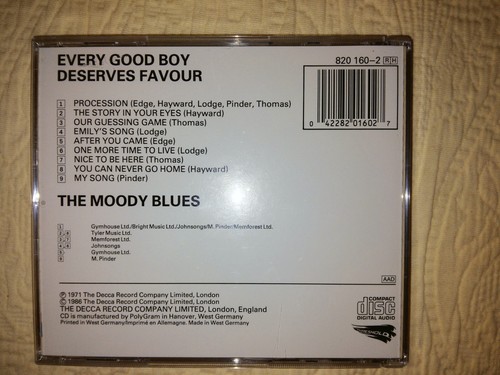 EVERY GOOD BOY
DESERVES FAVOUR
820 160-2 R H
1 PROCESSION (Edge, Hayward, Lodge, Pinder, Thomas)
2 THE STORY IN YOUR EYES (Hayward)
3 OUR GUESSING GAME (Thomas)
4 EMILY'S SONG (Lodge)
5 AFTER YOU CAME (Edge)
6 ONE MORE TIME TO LIVE (Lodge)
7 NICE TO BE HERE (Thomas)
8 YOU CAN NEVER GO HOME (Hayward)
9 MY SONG (Pinder)
0 42282 01602 7
THE MOODY BLUES
1 Gymhouse Ltd./Bright Music Ltd./Johnsongs/M. Pinder/Memforest Ltd.
Tyler Music Ltd.
Memforest Ltd.
Johnsongs
Gymhouse Ltd.
9 M. Pinder
AAD
℗ 1971 The Decca Record Company Limited, London
© 1986 The Decca Record Company Limited, London
THE DECCA RECORD COMPANY LIMITED, LONDON, ENGLAND
CD is manufactured by PolyGram in Hanover, West Germany
Printed in West Germany/Imprimé en Allemagne. Made in West Germany
COMPACT
disc
DIGITAL AUDIO